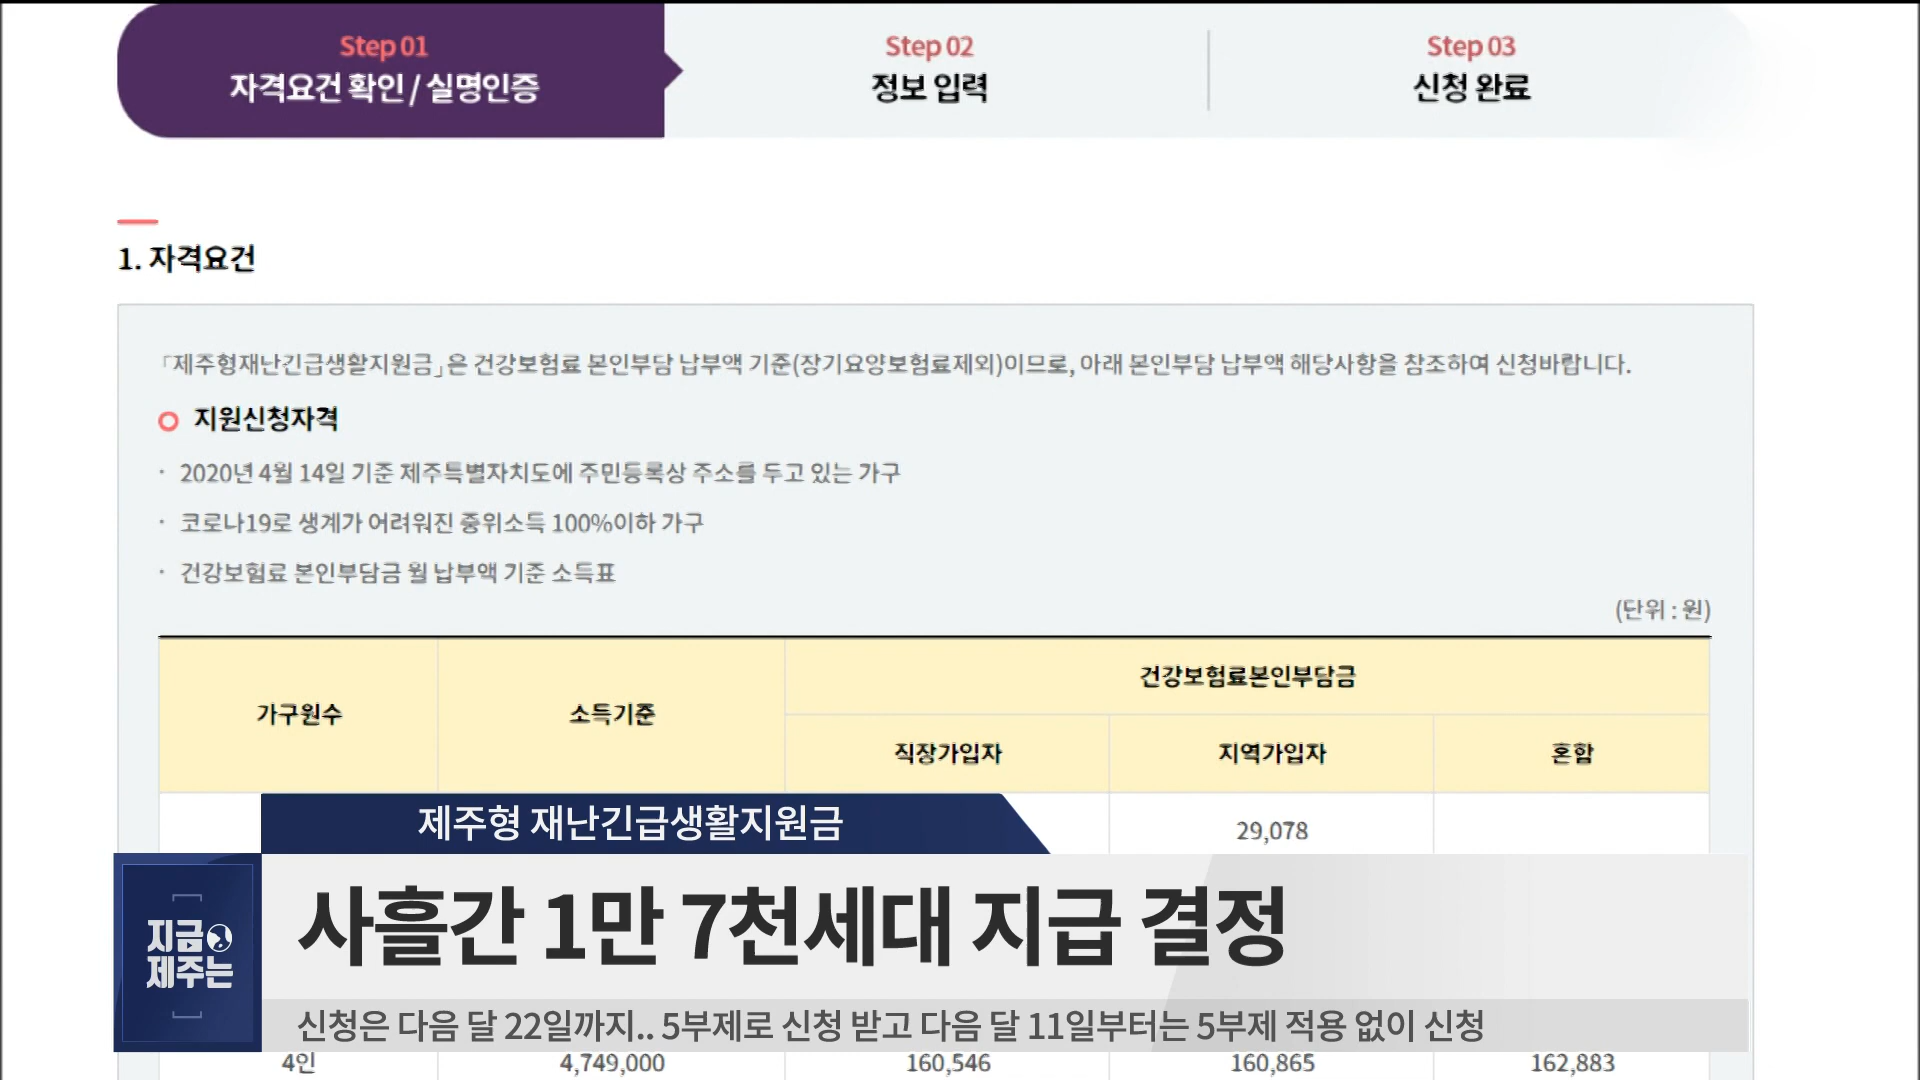 Step 01
자격요건 확인 / 실명인증
Step 02
정보 입력
Step 03
신청 완료
1. 자격요건
「제주형재난긴급생활지원금」은 건강보험료 본인부담 납부액 기준(장기요양보험료제외)이므로, 아래 본인부담 납부액 해당사항을 참조하여 신청바랍니다.
지원신청자격
· 2020년 4월 14일 기준 제주특별자치도에 주민등록상 주소를 두고 있는 가구
· 코로나19로 생계가 어려워진 중위소득 100%이하 가구
· 건강보험료 본인부담금 월 납부액 기준 소득표
(단위 : 원)
가구원수
소득기준
건강보험료본인부담금
직장가입자
지역가입자
혼합
29,078
제주형 재난긴급생활지원금
지금
제주는
사흘간 1만 7천세대 지급 결정
신청은 다음 달 22일까지.. 5부제로 신청 받고 다음 달 11일부터는 5부제 적용 없이 신청
4인 4,749,000 160,546 160,865 162,883